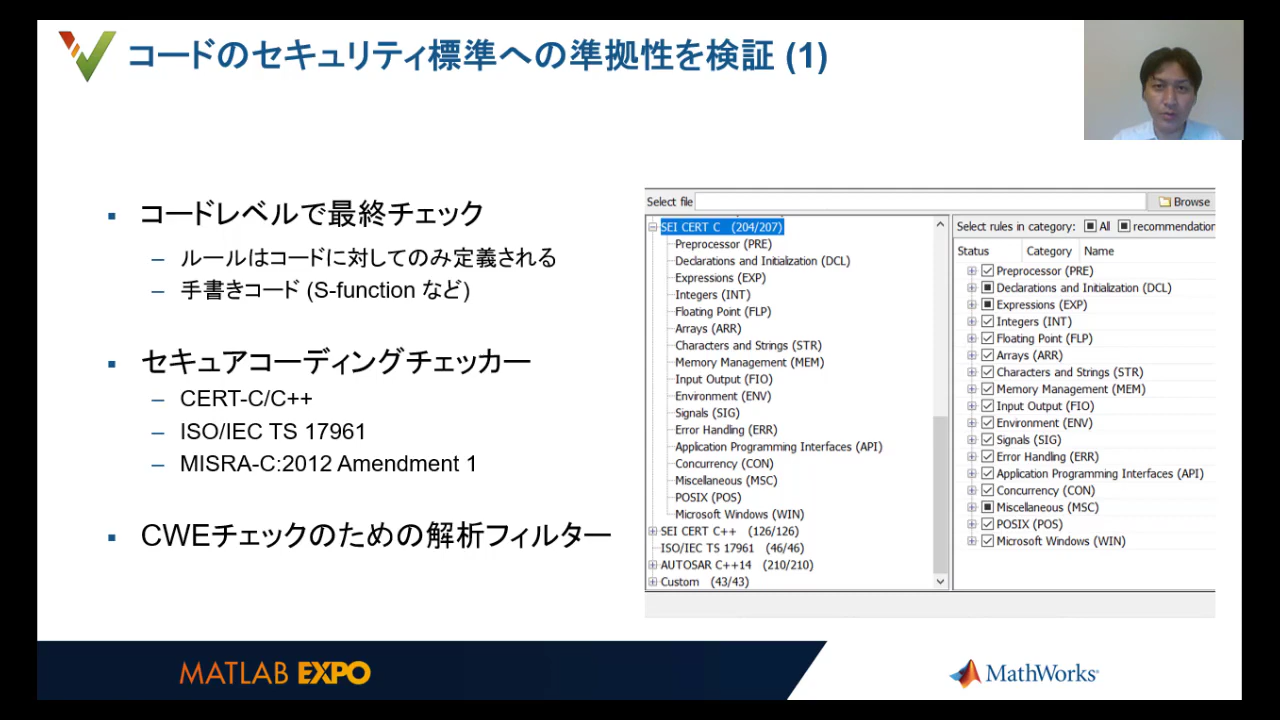 コードのセキュリティ標準への準拠性を検証 (1)
▪ コードレベルで最終チェック
– ルールはコードに対してのみ定義される
– 手書きコード (S-function など)
▪ セキュアコーディングチェッカー
– CERT-C/C++
– ISO/IEC TS 17961
– MISRA-C:2012 Amendment 1
▪ CWEチェックのための解析フィルター
Select file
Browse
SEI CERT C (204/207)
Preprocessor (PRE)
Declarations and Initialization (DCL)
Expressions (EXP)
Integers (INT)
Floating Point (FLP)
Arrays (ARR)
Characters and Strings (STR)
Memory Management (MEM)
Input Output (FIO)
Environment (ENV)
Signals (SIG)
Error Handling (ERR)
Application Programming Interfaces (API)
Concurrency (CON)
Miscellaneous (MSC)
POSIX (POS)
Microsoft Windows (WIN)
SEI CERT C++ (126/126)
ISO/IEC TS 17961 (46/46)
AUTOSAR C++14 (210/210)
Custom (43/43)
Select rules in category: All recommendation
Status Category Name
Preprocessor (PRE)
Declarations and Initialization (DCL)
Expressions (EXP)
Integers (INT)
Floating Point (FLP)
Arrays (ARR)
Characters and Strings (STR)
Memory Management (MEM)
Input Output (FIO)
Environment (ENV)
Signals (SIG)
Error Handling (ERR)
Application Programming Interfaces (API)
Concurrency (CON)
Miscellaneous (MSC)
POSIX (POS)
Microsoft Windows (WIN)
MATLAB EXPO
MathWorks®